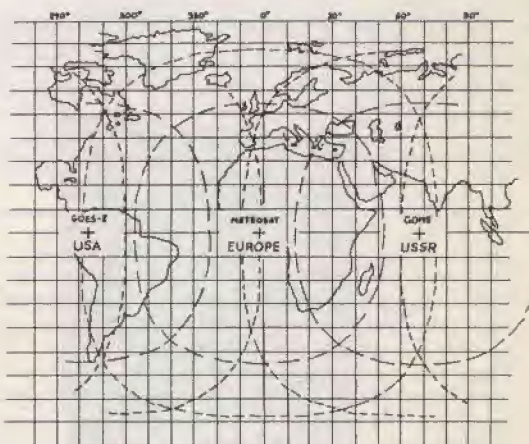 270° 300° 330° 0° 30° 60° 90°
GOES-E METEOSAT GOMS
+ + +
USA EUROPE USSR